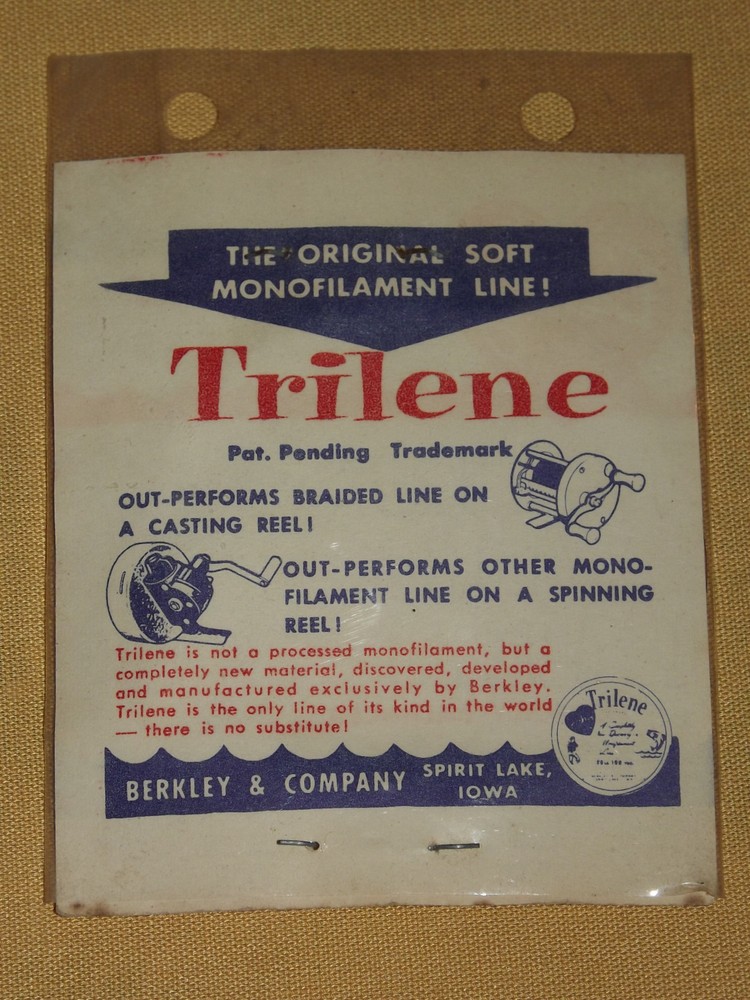 THE ORIGINAL SOFT
MONOFILAMENT LINE!
Trilene
Pat. Pending Trademark
OUT-PERFORMS BRAIDED LINE ON
A CASTING REEL!
OUT-PERFORMS OTHER MONO-
FILAMENT LINE ON A SPINNING
REEL!
Trilene is not a processed monofilament, but a
completely new material, discovered, developed
and manufactured exclusively by Berkley.
Trilene is the only line of its kind in the world
— there is no substitute!
Trilene
BERKLEY & COMPANY SPIRIT LAKE,
IOWA